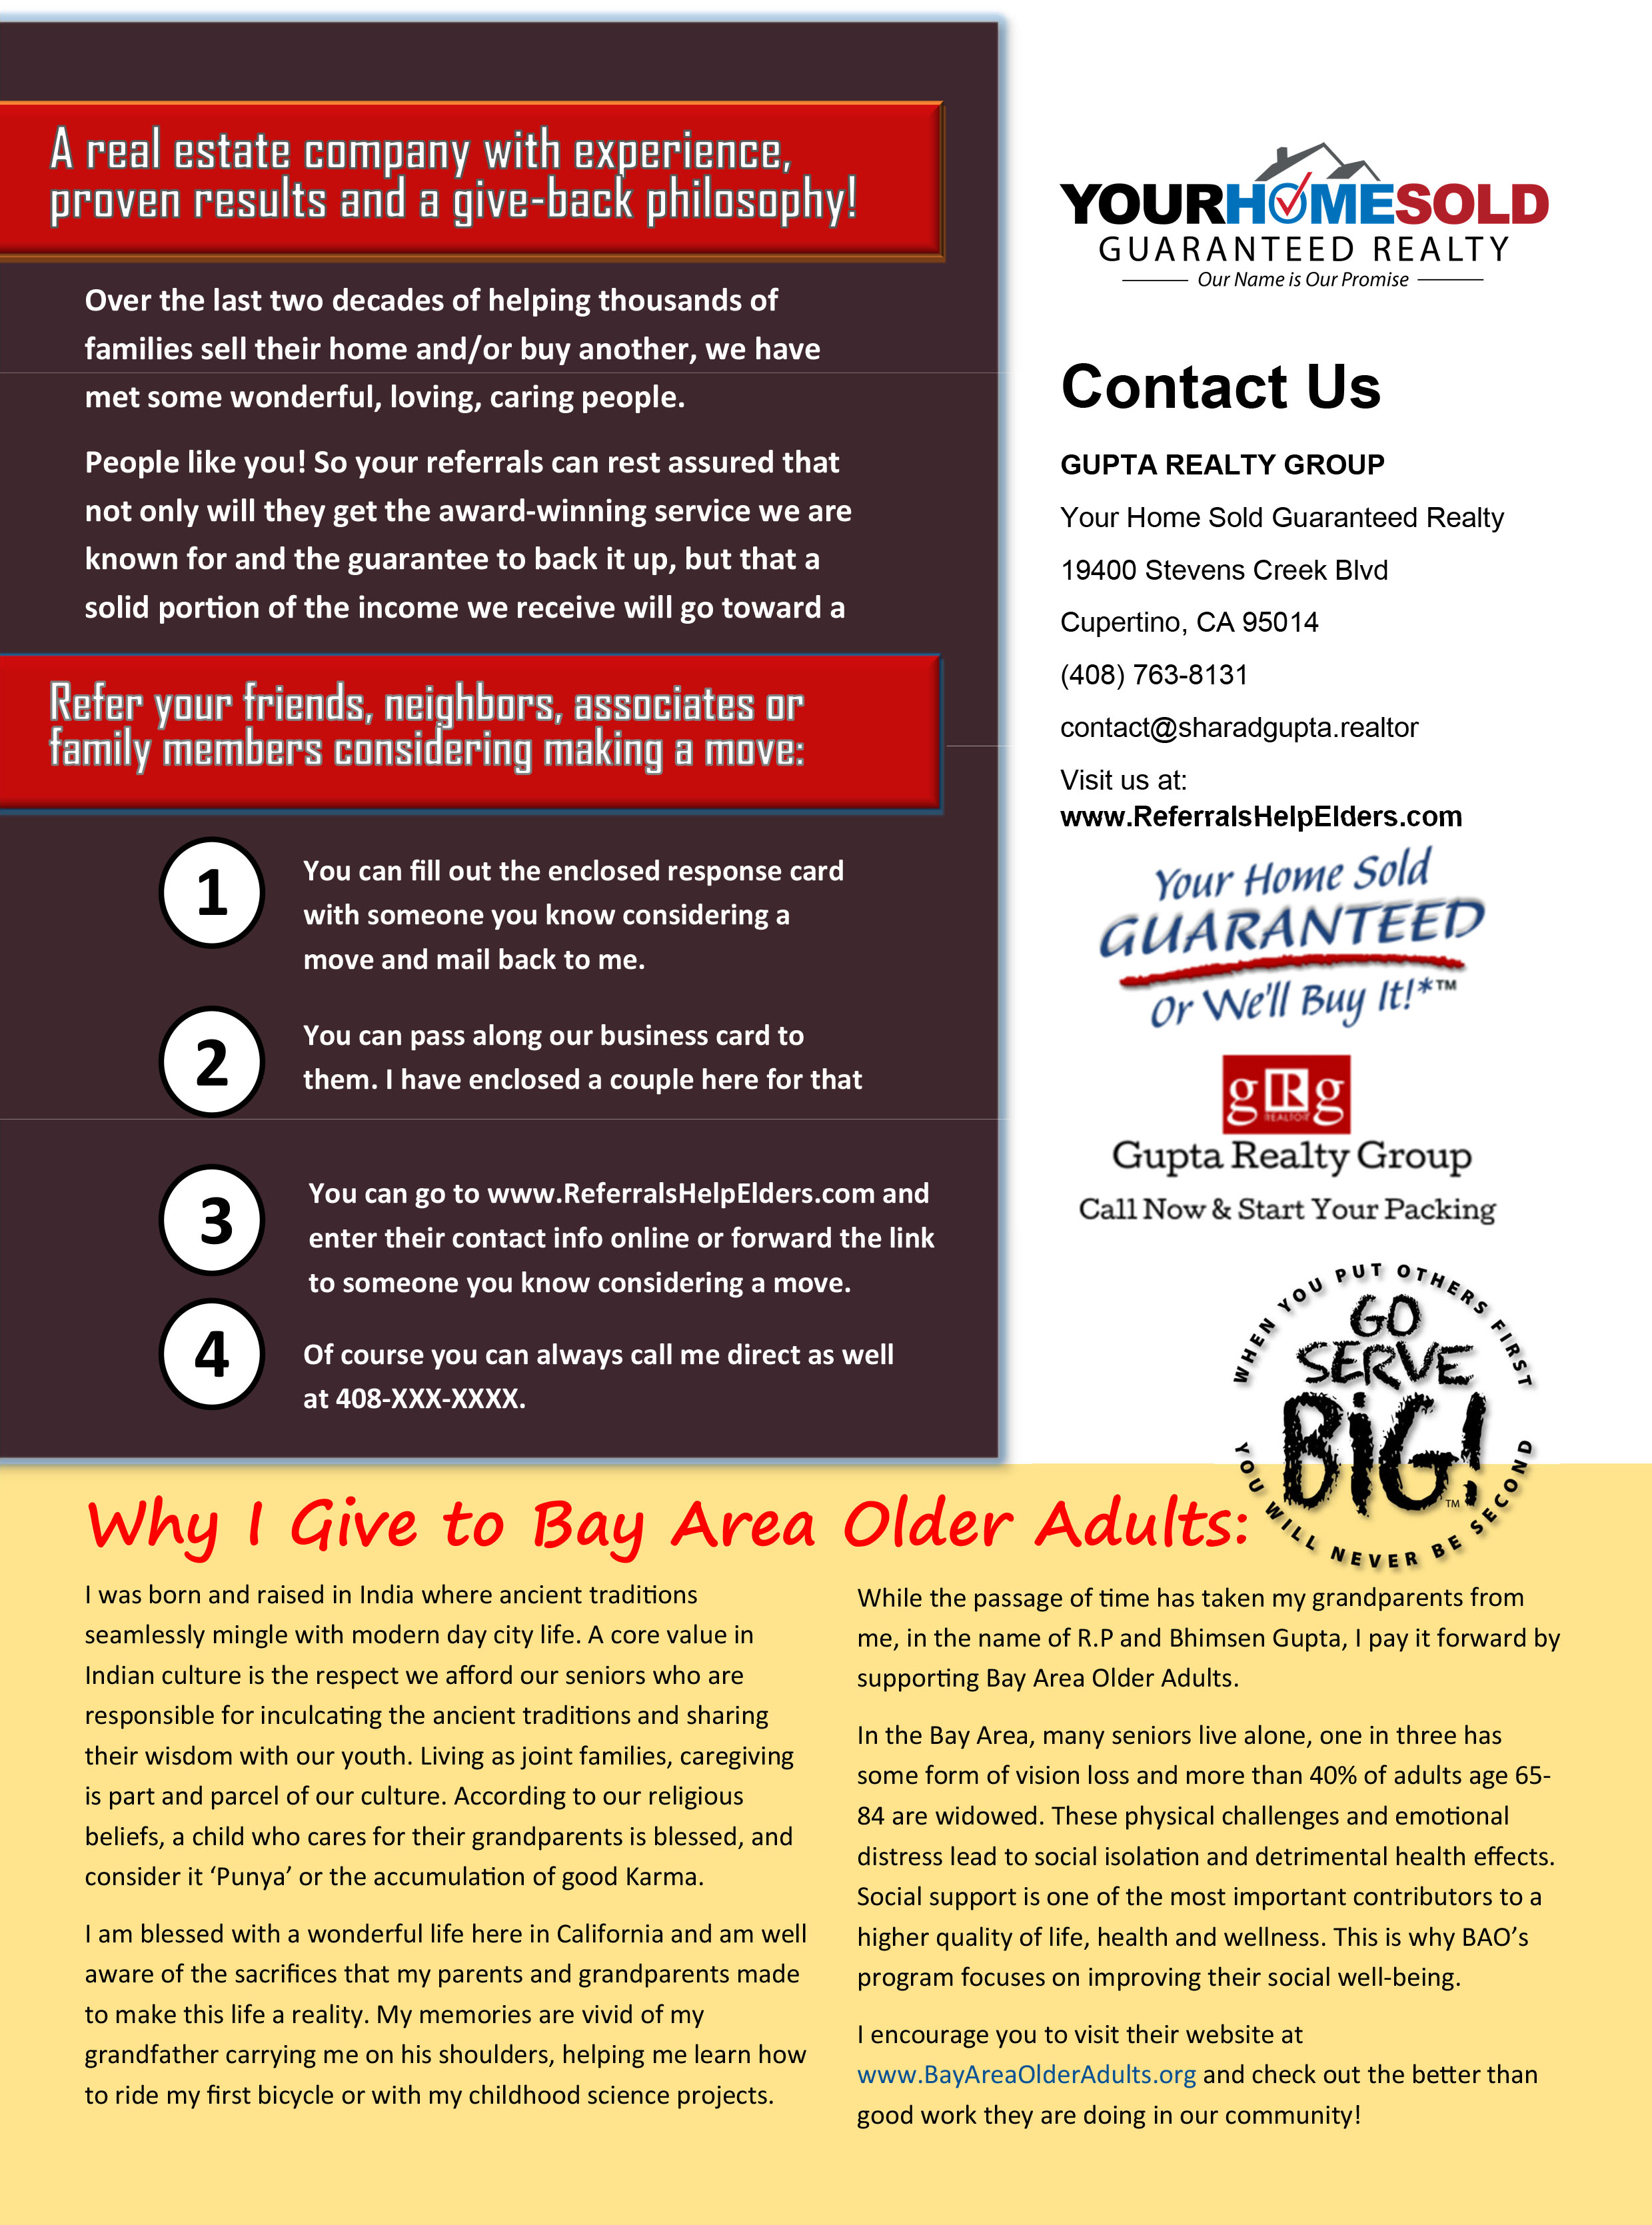 A real estate company with experience,
proven results and a give-back philosophy!
Over the last two decades of helping thousands of
families sell their home and/or buy another, we have
met some wonderful, loving, caring people.
People like you! So your referrals can rest assured that
not only will they get the award-winning service we are
known for and the guarantee to back it up, but that a
solid portion of the income we receive will go toward a
Refer your friends, neighbors, associates or
family members considering making a move:
1
You can fill out the enclosed response card
with someone you know considering a
move and mail back to me.
2
You can pass along our business card to
them. I have enclosed a couple here for that
3
You can go to www.ReferralsHelpElders.com and
enter their contact info online or forward the link
to someone you know considering a move.
4
Of course you can always call me direct as well
at 408-XXX-XXXX.
YOURHOMESOLD
GUARANTEED REALTY
Our Name is Our Promise
Contact Us
GUPTA REALTY GROUP
Your Home Sold Guaranteed Realty
19400 Stevens Creek Blvd
Cupertino, CA 95014
(408) 763-8131
contact@sharadgupta.realtor
Visit us at:
www.ReferralsHelpElders.com
Your Home Sold
GUARANTEED
Or We'll Buy It!*™
gRg
REALTOR
Gupta Realty Group
Call Now & Start Your Packing
WHEN YOU PUT OTHERS FIRST
GO
SERVE
BiG!
TM
YOU WILL NEVER BE SECOND
Why I Give to Bay Area Older Adults:
I was born and raised in India where ancient traditions
seamlessly mingle with modern day city life. A core value in
Indian culture is the respect we afford our seniors who are
responsible for inculcating the ancient traditions and sharing
their wisdom with our youth. Living as joint families, caregiving
is part and parcel of our culture. According to our religious
beliefs, a child who cares for their grandparents is blessed, and
consider it ‘Punya’ or the accumulation of good Karma.
I am blessed with a wonderful life here in California and am well
aware of the sacrifices that my parents and grandparents made
to make this life a reality. My memories are vivid of my
grandfather carrying me on his shoulders, helping me learn how
to ride my first bicycle or with my childhood science projects.
While the passage of time has taken my grandparents from
me, in the name of R.P and Bhimsen Gupta, I pay it forward by
supporting Bay Area Older Adults.
In the Bay Area, many seniors live alone, one in three has
some form of vision loss and more than 40% of adults age 65-
84 are widowed. These physical challenges and emotional
distress lead to social isolation and detrimental health effects.
Social support is one of the most important contributors to a
higher quality of life, health and wellness. This is why BAO’s
program focuses on improving their social well-being.
I encourage you to visit their website at
www.BayAreaOlderAdults.org and check out the better than
good work they are doing in our community!